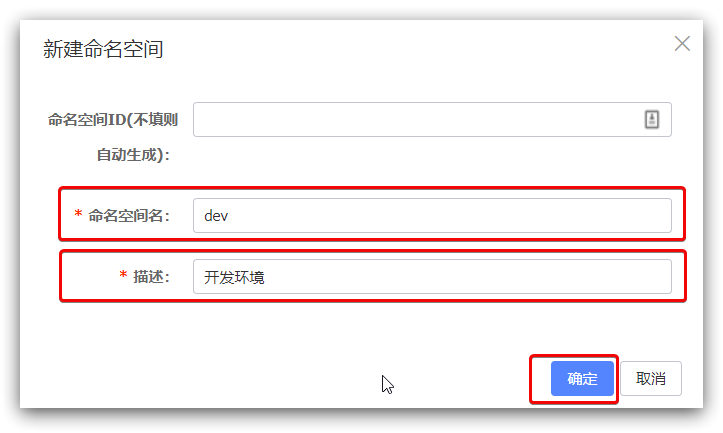 新建命名空间
命名空间ID(不填则
自动生成):
* 命名空间名: dev
* 描述: 开发环境
确定 取消